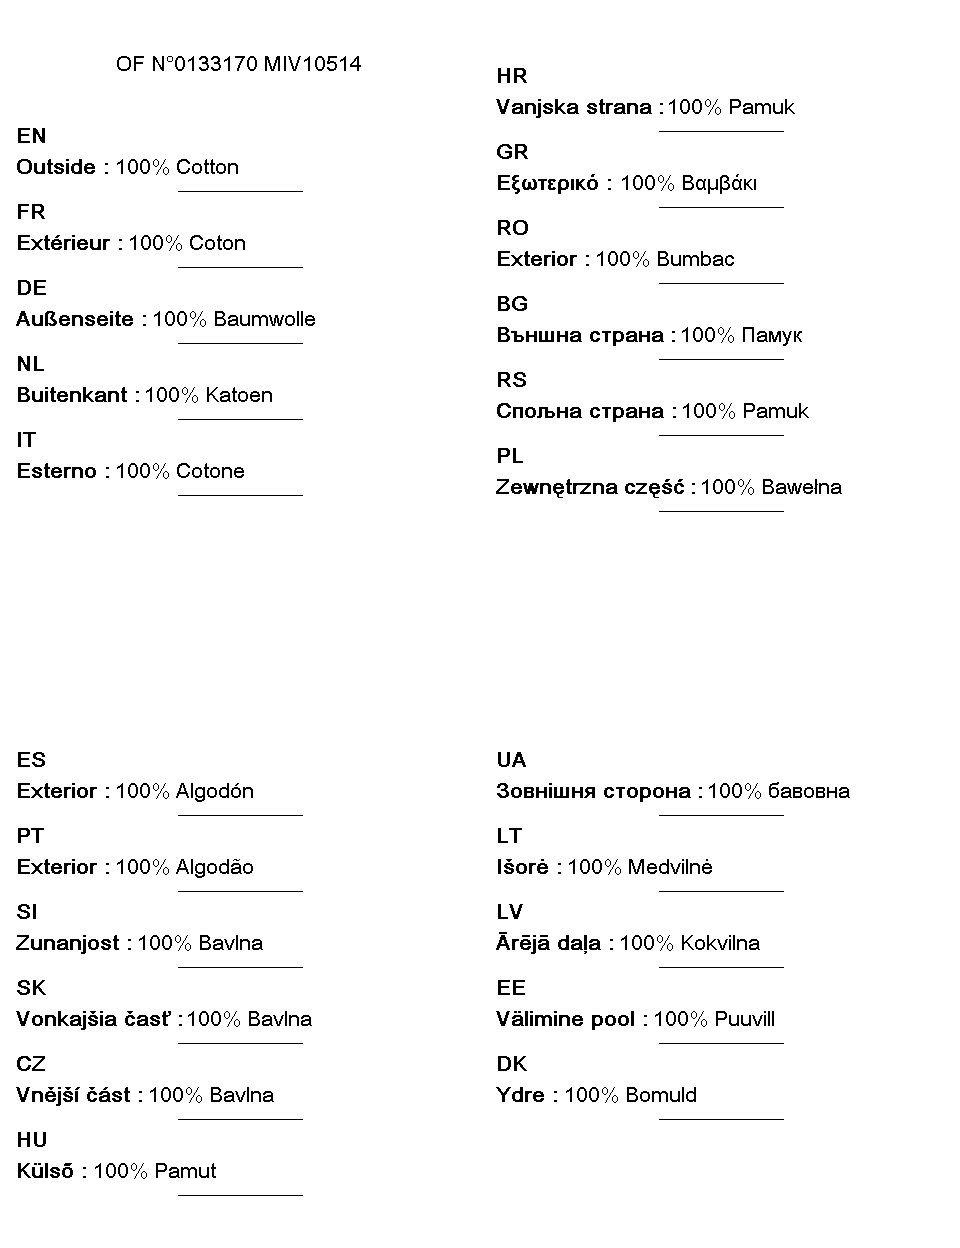 OF N°0133170 MIV10514
EN
Outside : 100% Cotton
FR
Extérieur : 100% Coton
DE
Außenseite : 100% Baumwolle
NL
Buitenkant : 100% Katoen
IT
Esterno : 100% Cotone
HR
Vanjska strana : 100% Pamuk
GR
Εξωτερικό : 100% Βαμβάκι
RO
Exterior : 100% Bumbac
BG
Външна страна : 100% Памук
RS
Спољна страна : 100% Pamuk
PL
Zewnętrzna część : 100% Bawełna
ES
Exterior : 100% Algodón
PT
Exterior : 100% Algodão
SI
Zunanjost : 100% Bavlna
SK
Vonkajšia časť : 100% Bavlna
CZ
Vnější část : 100% Bavlna
HU
Külső : 100% Pamut
UA
Зовнішня сторона : 100% бавовна
LT
Išorė : 100% Medvilnė
LV
Ārējā daļa : 100% Kokvilna
EE
Välimine pool : 100% Puuvill
DK
Ydre : 100% Bomuld